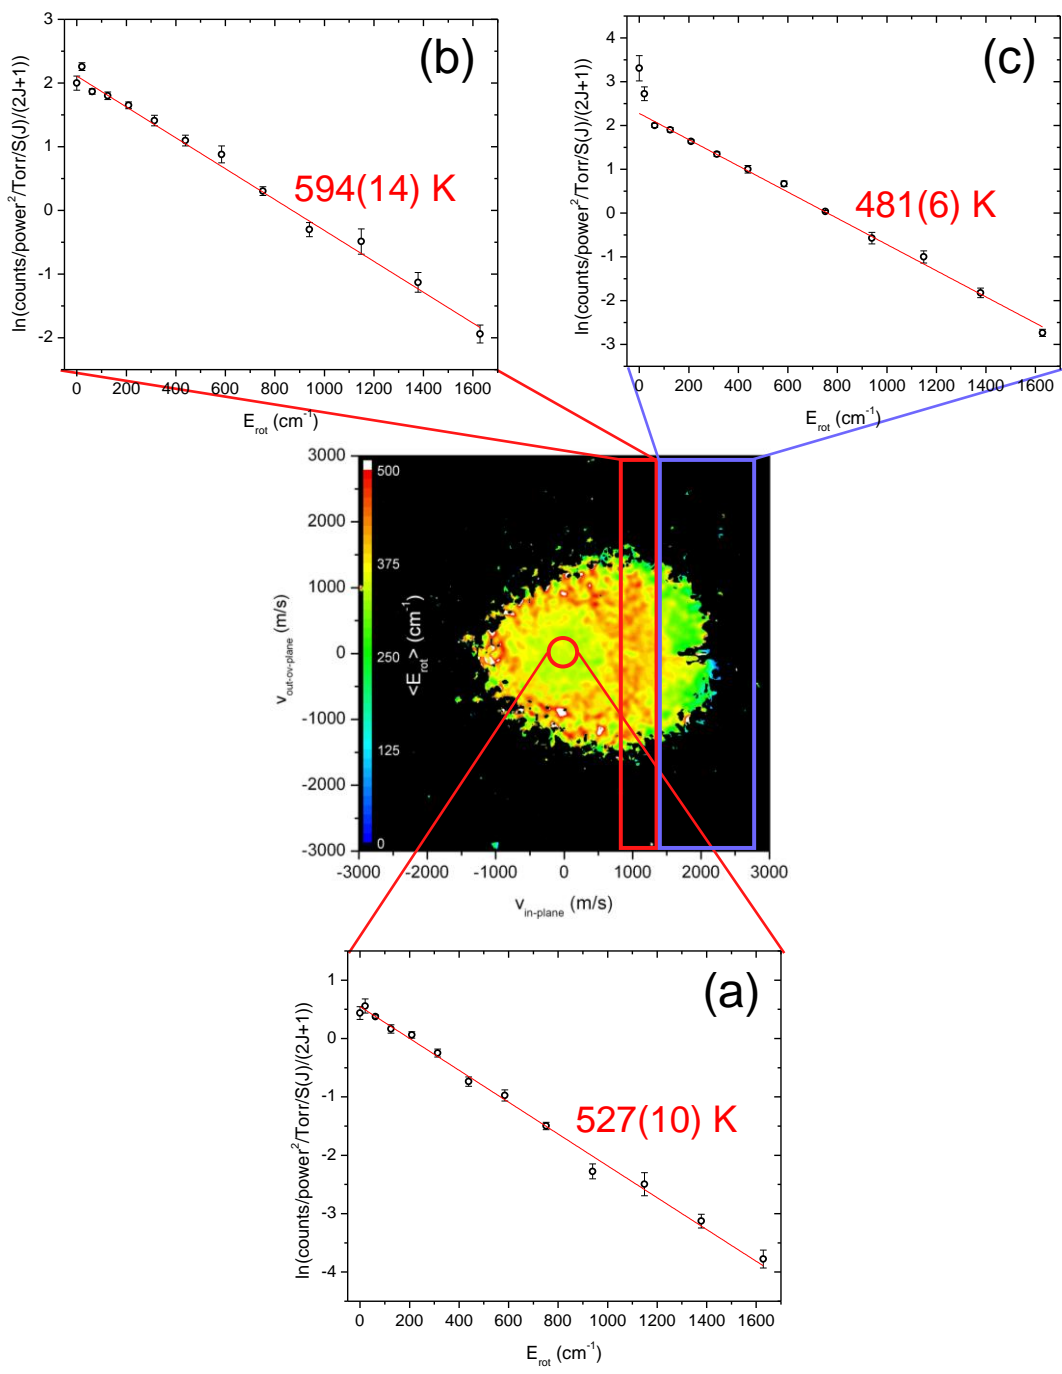 (b)
594(14) K
ln(counts/power²/Torr/S(J)/(2J+1))
3
2
1
0
-1
-2
0 200 400 600 800 1000 1200 1400 1600
E_rot (cm⁻¹)
(c)
481(6) K
ln(counts/power²/Torr/S(J)/(2J+1))
4
3
2
1
0
-1
-2
-3
0 200 400 600 800 1000 1200 1400 1600
E_rot (cm⁻¹)
v_out-ov-plane (m/s)
3000
2000
1000
0
-1000
-2000
-3000
500
375
250
125
0
<E_rot> (cm⁻¹)
-3000 -2000 -1000 0 1000 2000 3000
v_in-plane (m/s)
(a)
527(10) K
ln(counts/power²/Torr/S(J)/(2J+1))
1
0
-1
-2
-3
-4
0 200 400 600 800 1000 1200 1400 1600
E_rot (cm⁻¹)